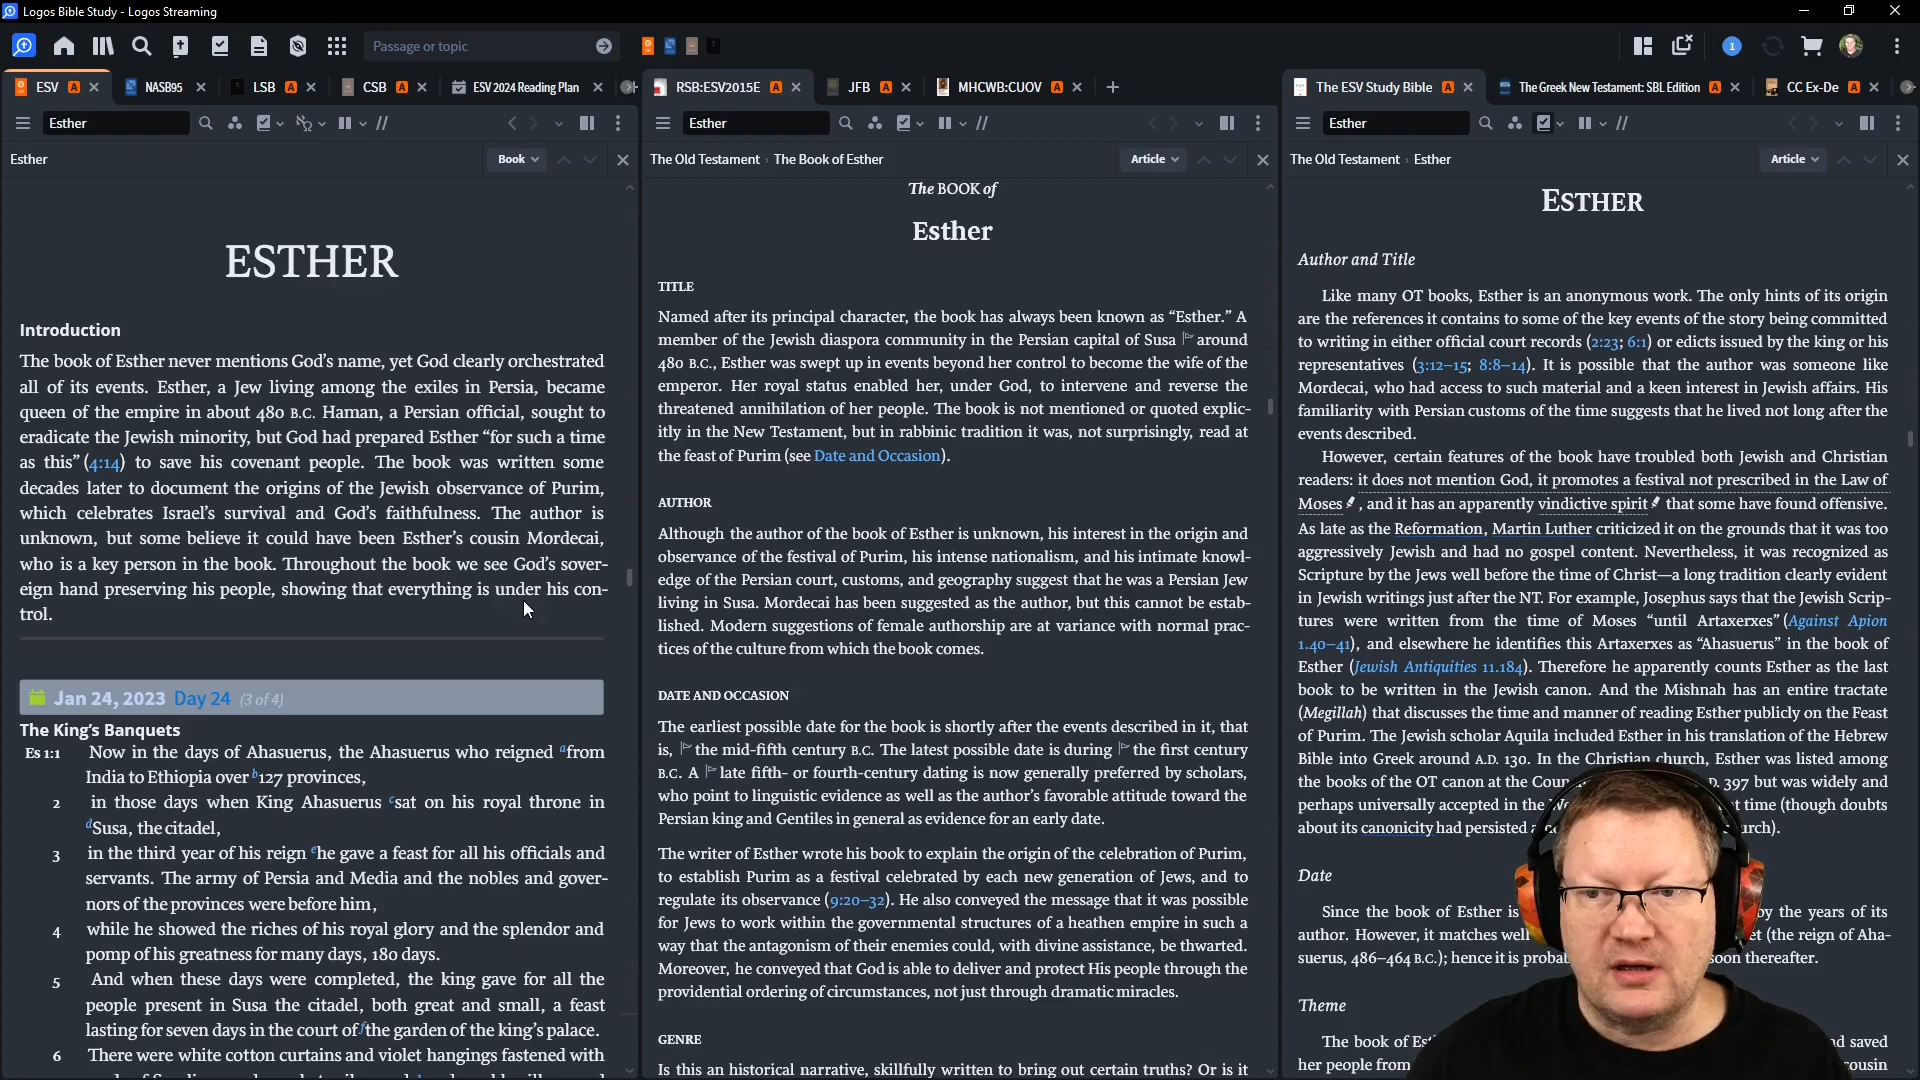 Logos Bible Study - Logos Streaming
Passage or topic
1
ESV A
NASB95
LSB A
CSB A
ESV 2024 Reading Plan
Esther
Esther
Book
ESTHER
Introduction
The book of Esther never mentions God's name, yet God clearly orchestrated
all of its events. Esther, a Jew living among the exiles in Persia, became
queen of the empire in about 480 B.C. Haman, a Persian official, sought to
eradicate the Jewish minority, but God had prepared Esther “for such a time
as this” (4:14) to save his covenant people. The book was written some
decades later to document the origins of the Jewish observance of Purim,
which celebrates Israel's survival and God's faithfulness. The author is
unknown, but some believe it could have been Esther's cousin Mordecai,
who is a key person in the book. Throughout the book we see God's sover-
eign hand preserving his people, showing that everything is under his con-
trol.
Jan 24, 2023 Day 24 (3 of 4)
The King's Banquets
Es 1:1 Now in the days of Ahasuerus, the Ahasuerus who reigned a from
India to Ethiopia over b 127 provinces,
2 in those days when King Ahasuerus c sat on his royal throne in
d Susa, the citadel,
3 in the third year of his reign e he gave a feast for all his officials and
servants. The army of Persia and Media and the nobles and gover-
nors of the provinces were before him,
4 while he showed the riches of his royal glory and the splendor and
pomp of his greatness for many days, 180 days.
5 And when these days were completed, the king gave for all the
people present in Susa the citadel, both great and small, a feast
lasting for seven days in the court of f the garden of the king's palace.
6 There were white cotton curtains and violet hangings fastened with
RSB:ESV2015E A
JFB A
MHCWB:CUOV A
Esther
The Old Testament › The Book of Esther
Article
The BOOK of
Esther
TITLE
Named after its principal character, the book has always been known as “Esther.” A
member of the Jewish diaspora community in the Persian capital of Susa around
480 B.C., Esther was swept up in events beyond her control to become the wife of the
emperor. Her royal status enabled her, under God, to intervene and reverse the
threatened annihilation of her people. The book is not mentioned or quoted explic-
itly in the New Testament, but in rabbinic tradition it was, not surprisingly, read at
the feast of Purim (see Date and Occasion).
AUTHOR
Although the author of the book of Esther is unknown, his interest in the origin and
observance of the festival of Purim, his intense nationalism, and his intimate knowl-
edge of the Persian court, customs, and geography suggest that he was a Persian Jew
living in Susa. Mordecai has been suggested as the author, but this cannot be estab-
lished. Modern suggestions of female authorship are at variance with normal prac-
tices of the culture from which the book comes.
DATE AND OCCASION
The earliest possible date for the book is shortly after the events described in it, that
is, the mid-fifth century B.C. The latest possible date is during the first century
B.C. A late fifth- or fourth-century dating is now generally preferred by scholars,
who point to linguistic evidence as well as the author's favorable attitude toward the
Persian king and Gentiles in general as evidence for an early date.
The writer of Esther wrote his book to explain the origin of the celebration of Purim,
to establish Purim as a festival celebrated by each new generation of Jews, and to
regulate its observance (9:20–32). He also conveyed the message that it was possible
for Jews to work within the governmental structures of a heathen empire in such a
way that the antagonism of their enemies could, with divine assistance, be thwarted.
Moreover, he conveyed that God is able to deliver and protect His people through the
providential ordering of circumstances, not just through dramatic miracles.
GENRE
Is this an historical narrative, skillfully written to bring out certain truths? Or is it
The ESV Study Bible A
The Greek New Testament: SBL Edition A
CC Ex-De A
Esther
The Old Testament › Esther
Article
ESTHER
Author and Title
Like many OT books, Esther is an anonymous work. The only hints of its origin
are the references it contains to some of the key events of the story being committed
to writing in either official court records (2:23; 6:1) or edicts issued by the king or his
representatives (3:12–15; 8:8–14). It is possible that the author was someone like
Mordecai, who had access to such material and a keen interest in Jewish affairs. His
familiarity with Persian customs of the time suggests that he lived not long after the
events described.
However, certain features of the book have troubled both Jewish and Christian
readers: it does not mention God, it promotes a festival not prescribed in the Law of
Moses, and it has an apparently vindictive spirit that some have found offensive.
As late as the Reformation, Martin Luther criticized it on the grounds that it was too
aggressively Jewish and had no gospel content. Nevertheless, it was recognized as
Scripture by the Jews well before the time of Christ—a long tradition clearly evident
in Jewish writings just after the NT. For example, Josephus says that the Jewish Scrip-
tures were written from the time of Moses “until Artaxerxes” (Against Apion
1.40–41), and elsewhere he identifies this Artaxerxes as “Ahasuerus” in the book of
Esther (Jewish Antiquities 11.184). Therefore he apparently counts Esther as the last
book to be written in the Jewish canon. And the Mishnah has an entire tractate
(Megillah) that discusses the time and manner of reading Esther publicly on the Feast
of Purim. The Jewish scholar Aquila included Esther in his translation of the Hebrew
Bible into Greek around A.D. 130. In the Christian church, Esther was listed among
the books of the OT canon at the D. 397 but was widely and
perhaps universally accepted in the t time (though doubts
about its canonicity had persisted
Date
Since the book of Esther is by the years of its
author. However, it matches well (the reign of Aha-
suerus, 486–464 B.C.); hence it is soon thereafter.
Theme
The book of saved
her people from cousin